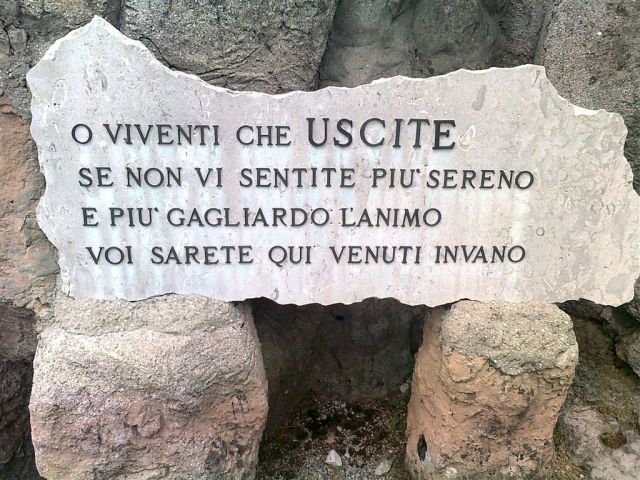 O VIVENTI CHE USCITE
SE NON VI SENTITE PIU' SERENO
E PIU' GAGLIARDO L'ANIMO
VOI SARETE QUI VENUTI INVANO